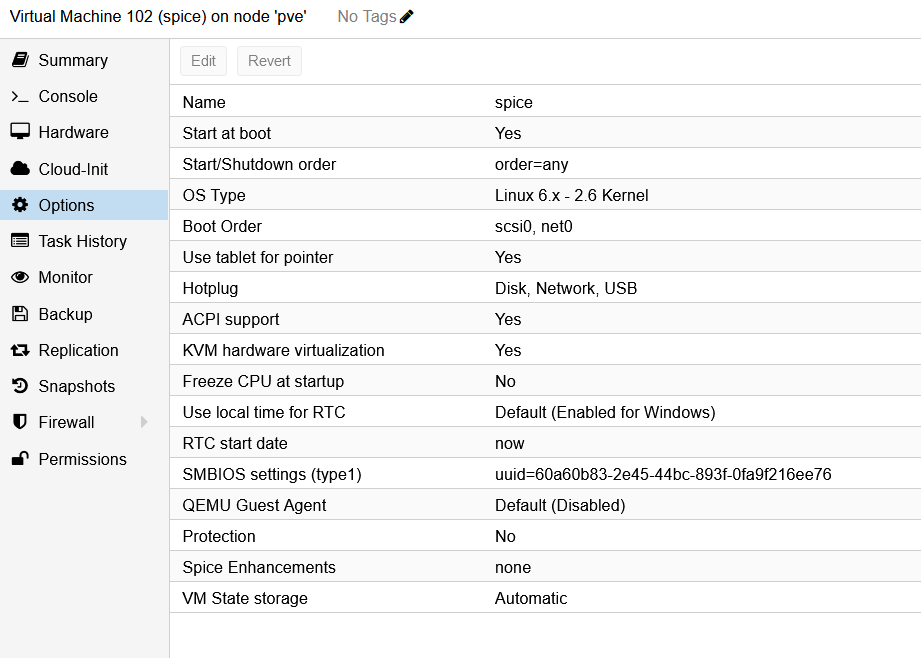 Virtual Machine 102 (spice) on node 'pve' No Tags
Summary
Console
Hardware
Cloud-Init
Options
Task History
Monitor
Backup
Replication
Snapshots
Firewall
Permissions
Edit Revert
Name spice
Start at boot Yes
Start/Shutdown order order=any
OS Type Linux 6.x - 2.6 Kernel
Boot Order scsi0, net0
Use tablet for pointer Yes
Hotplug Disk, Network, USB
ACPI support Yes
KVM hardware virtualization Yes
Freeze CPU at startup No
Use local time for RTC Default (Enabled for Windows)
RTC start date now
SMBIOS settings (type1) uuid=60a60b83-2e45-44bc-893f-0fa9f216ee76
QEMU Guest Agent Default (Disabled)
Protection No
Spice Enhancements none
VM State storage Automatic